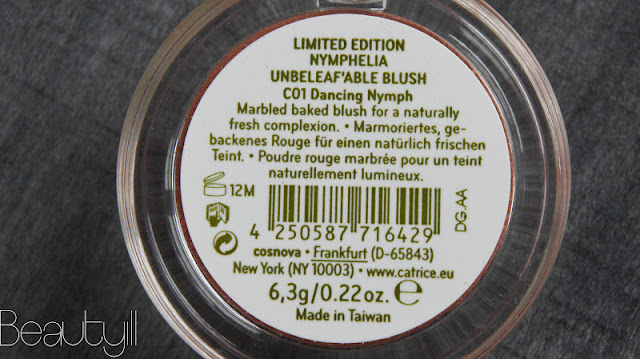 LIMITED EDITION
NYMPHELIA
UNBELEAF'ABLE BLUSH
C01 Dancing Nymph
Marbled baked blush for a naturally
fresh complexion. • Marmoriertes, ge-
backenes Rouge für einen natürlich frischen
Teint. • Poudre rouge marbrée pour un teint
naturellement lumineux.
12M
DG.AA
4 250587 716429
cosnova • Frankfurt (D-65843)
New York (NY 10003) • www.catrice.eu
6,3g/0.22oz. ℮
Made in Taiwan
Beautyill